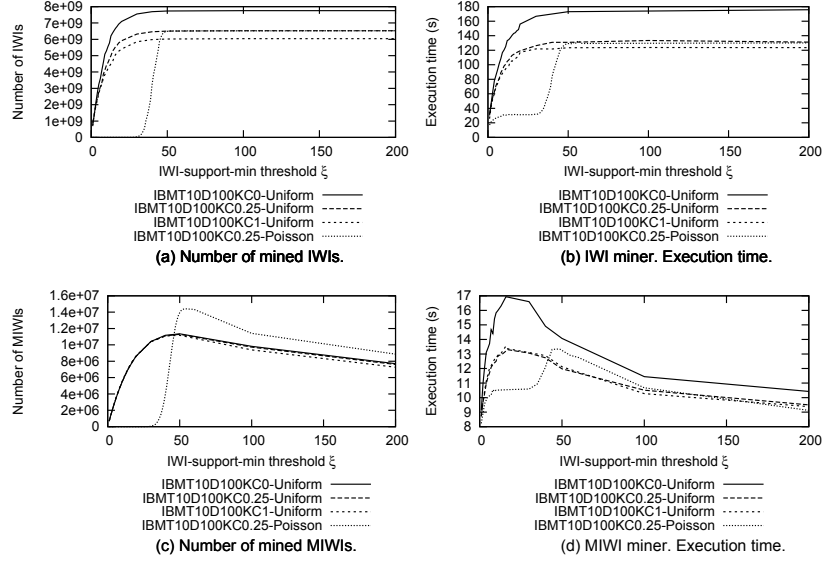 8e+09
7e+09
6e+09
5e+09
4e+09
3e+09
2e+09
1e+09
0
Number of IWIs
0 50 100 150 200
IWI-support-min threshold ξ
IBMT10D100KC0-Uniform
IBMT10D100KC0.25-Uniform
IBMT10D100KC1-Uniform
IBMT10D100KC0.25-Poisson
(a) Number of mined IWIs.
180
160
140
120
100
80
60
40
20
0
Execution time (s)
0 50 100 150 200
IWI-support-min threshold ξ
IBMT10D100KC0-Uniform
IBMT10D100KC0.25-Uniform
IBMT10D100KC1-Uniform
IBMT10D100KC0.25-Poisson
(b) IWI miner. Execution time.
1.6e+07
1.4e+07
1.2e+07
1e+07
8e+06
6e+06
4e+06
2e+06
0
Number of MIWIs
0 50 100 150 200
IWI-support-min threshold ξ
IBMT10D100KC0-Uniform
IBMT10D100KC0.25-Uniform
IBMT10D100KC1-Uniform
IBMT10D100KC0.25-Poisson
(c) Number of mined MIWIs.
17
16
15
14
13
12
11
10
9
8
Execution time (s)
0 50 100 150 200
IWI-support-min threshold ξ
IBMT10D100KC0-Uniform
IBMT10D100KC0.25-Uniform
IBMT10D100KC1-Uniform
IBMT10D100KC0.25-Poisson
(d) MIWI miner. Execution time.